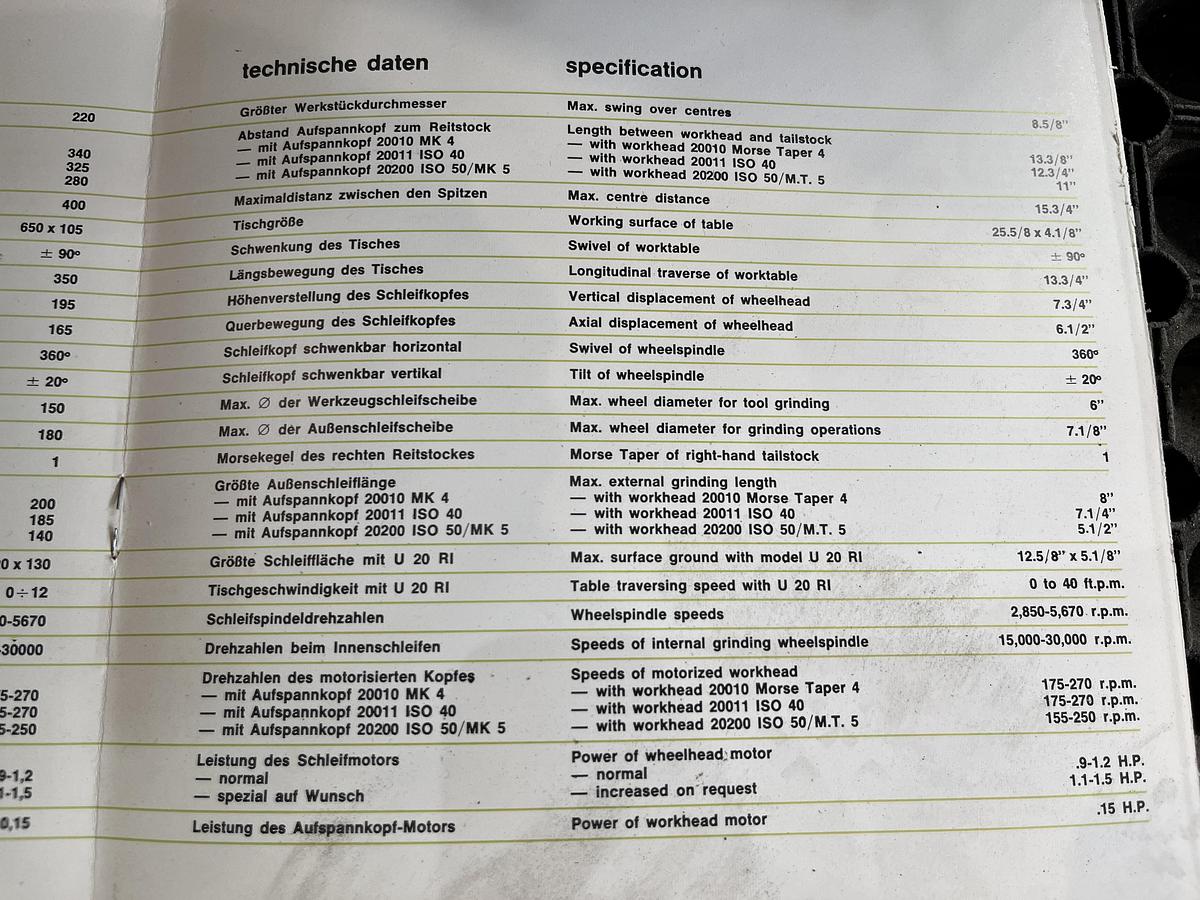 technische daten specification
220 Größter Werkstückdurchmesser Max. swing over centres 8.5/8”
Abstand Aufspannkopf zum Reitstock Length between workhead and tailstock
340 — mit Aufspannkopf 20010 MK 4 — with workhead 20010 Morse Taper 4 13.3/8”
325 — mit Aufspannkopf 20011 ISO 40 — with workhead 20011 ISO 40 12.3/4”
280 — mit Aufspannkopf 20200 ISO 50/MK 5 — with workhead 20200 ISO 50/M.T. 5 11”
400 Maximaldistanz zwischen den Spitzen Max. centre distance 15.3/4”
650 x 105 Tischgröße Working surface of table 25.5/8 x 4.1/8”
± 90° Schwenkung des Tisches Swivel of worktable ± 90°
350 Längsbewegung des Tisches Longitudinal traverse of worktable 13.3/4”
195 Höhenverstellung des Schleifkopfes Vertical displacement of wheelhead 7.3/4”
165 Querbewegung des Schleifkopfes Axial displacement of wheelhead 6.1/2”
360° Schleifkopf schwenkbar horizontal Swivel of wheelspindle 360°
± 20° Schleifkopf schwenkbar vertikal Tilt of wheelspindle ± 20°
150 Max. ∅ der Werkzeugschleifscheibe Max. wheel diameter for tool grinding 6”
180 Max. ∅ der Außenschleifscheibe Max. wheel diameter for grinding operations 7.1/8”
1 Morsekegel des rechten Reitstockes Morse Taper of right-hand tailstock 1
Größte Außenschleiflänge Max. external grinding length
200 — mit Aufspannkopf 20010 MK 4 — with workhead 20010 Morse Taper 4 8”
185 — mit Aufspannkopf 20011 ISO 40 — with workhead 20011 ISO 40 7.1/4”
140 — mit Aufspannkopf 20200 ISO 50/MK 5 — with workhead 20200 ISO 50/M.T. 5 5.1/2”
0 x 130 Größte Schleiffläche mit U 20 RI Max. surface ground with model U 20 RI 12.5/8” x 5.1/8”
0÷12 Tischgeschwindigkeit mit U 20 RI Table traversing speed with U 20 RI 0 to 40 ft.p.m.
0-5670 Schleifspindeldrehzahlen Wheelspindle speeds 2,850-5,670 r.p.m.
-30000 Drehzahlen beim Innenschleifen Speeds of internal grinding wheelspindle 15,000-30,000 r.p.m.
Drehzahlen des motorisierten Kopfes Speeds of motorized workhead
5-270 — mit Aufspannkopf 20010 MK 4 — with workhead 20010 Morse Taper 4 175-270 r.p.m.
5-270 — mit Aufspannkopf 20011 ISO 40 — with workhead 20011 ISO 40 175-270 r.p.m.
5-250 — mit Aufspannkopf 20200 ISO 50/MK 5 — with workhead 20200 ISO 50/M.T. 5 155-250 r.p.m.
Leistung des Schleifmotors Power of wheelhead motor
9-1,2 — normal — normal .9-1.2 H.P.
1-1,5 — spezial auf Wunsch — increased on request 1.1-1.5 H.P.
0,15 Leistung des Aufspannkopf-Motors Power of workhead motor .15 H.P.